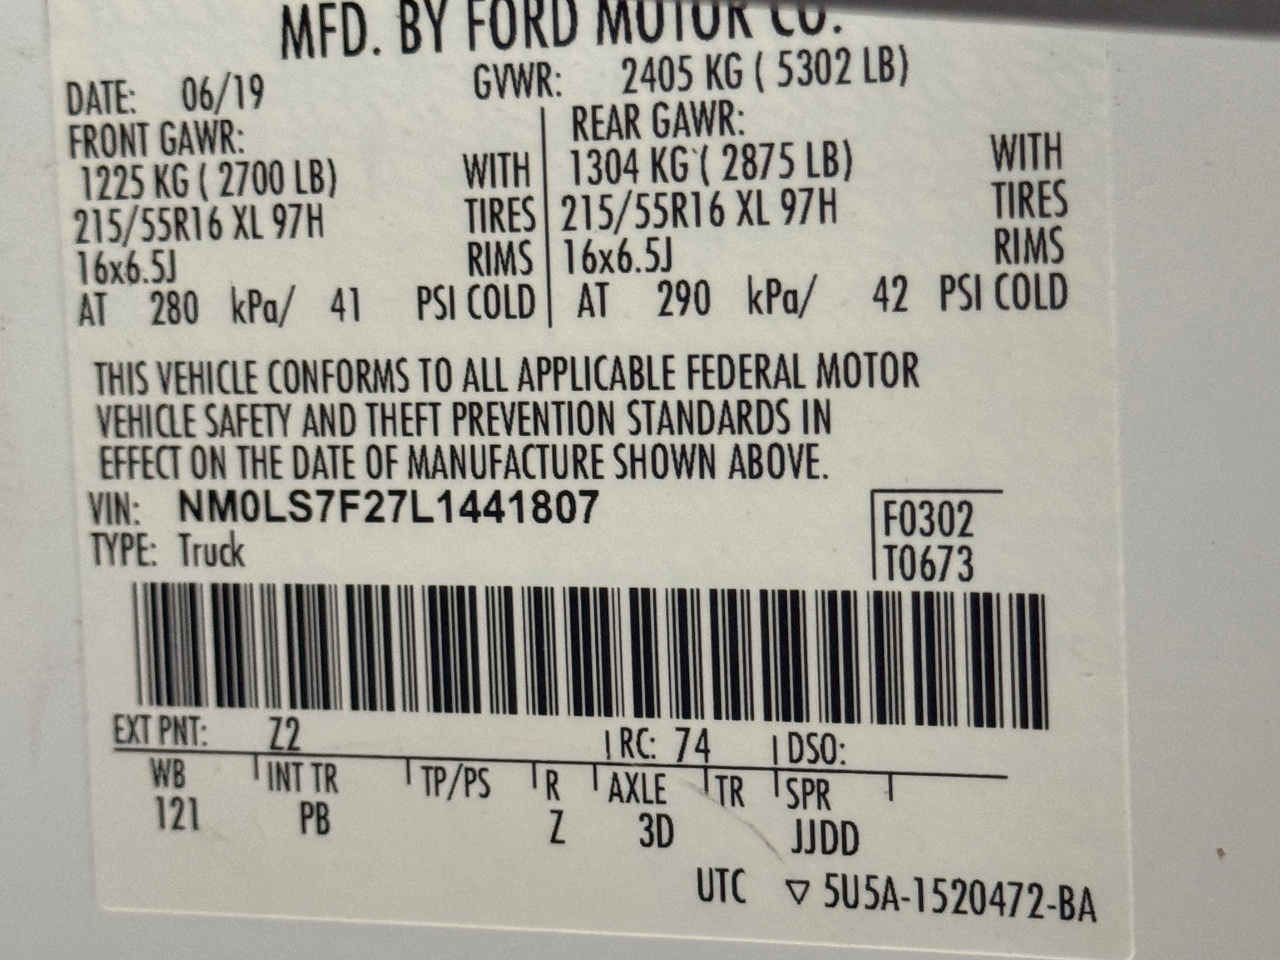 MFD. BY FORD MOTOR CO.
DATE: 06/19 GVWR: 2405 KG ( 5302 LB)
FRONT GAWR: REAR GAWR:
1225 KG ( 2700 LB) WITH 1304 KG ( 2875 LB) WITH
215/55R16 XL 97H TIRES 215/55R16 XL 97H TIRES
16x6.5J RIMS 16x6.5J RIMS
AT 280 kPa/ 41 PSI COLD AT 290 kPa/ 42 PSI COLD
THIS VEHICLE CONFORMS TO ALL APPLICABLE FEDERAL MOTOR
VEHICLE SAFETY AND THEFT PREVENTION STANDARDS IN
EFFECT ON THE DATE OF MANUFACTURE SHOWN ABOVE.
VIN: NM0LS7F27L1441807 F0302
TYPE: Truck T0673
EXT PNT: Z2 RC: 74 DSO:
WB INT TR TP/PS R AXLE TR SPR
121 PB Z 3D JJDD
UTC ▽ 5U5A-1520472-BA